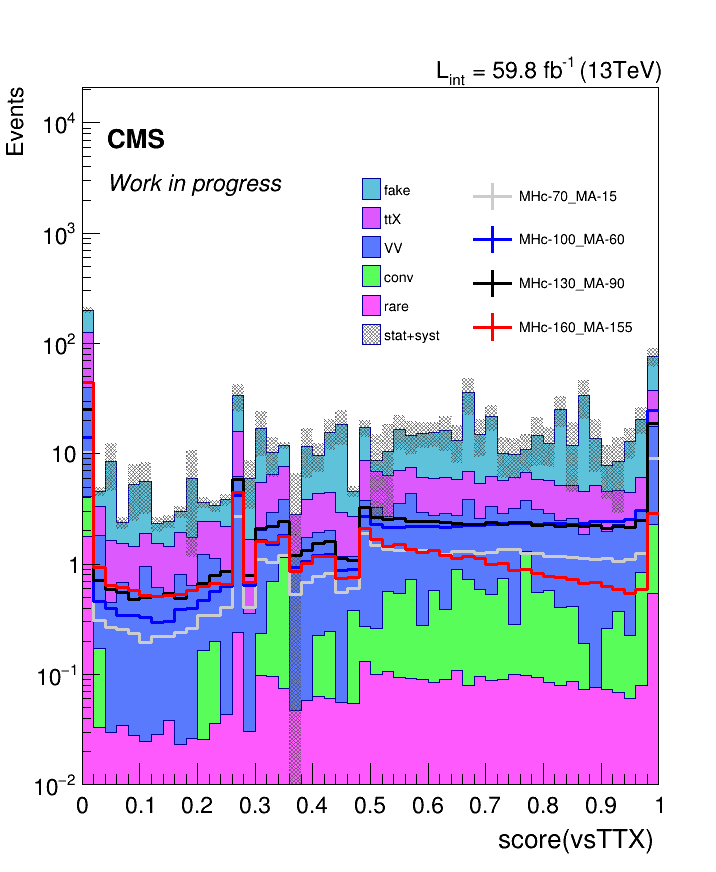 L_int = 59.8 fb^-1 (13TeV)
Events
CMS
Work in progress
fake
ttX
VV
conv
rare
stat+syst
MHc-70_MA-15
MHc-100_MA-60
MHc-130_MA-90
MHc-160_MA-155
10^4
10^3
10^2
10
1
10^−1
10^−2
0 0.1 0.2 0.3 0.4 0.5 0.6 0.7 0.8 0.9 1
score(vsTTX)